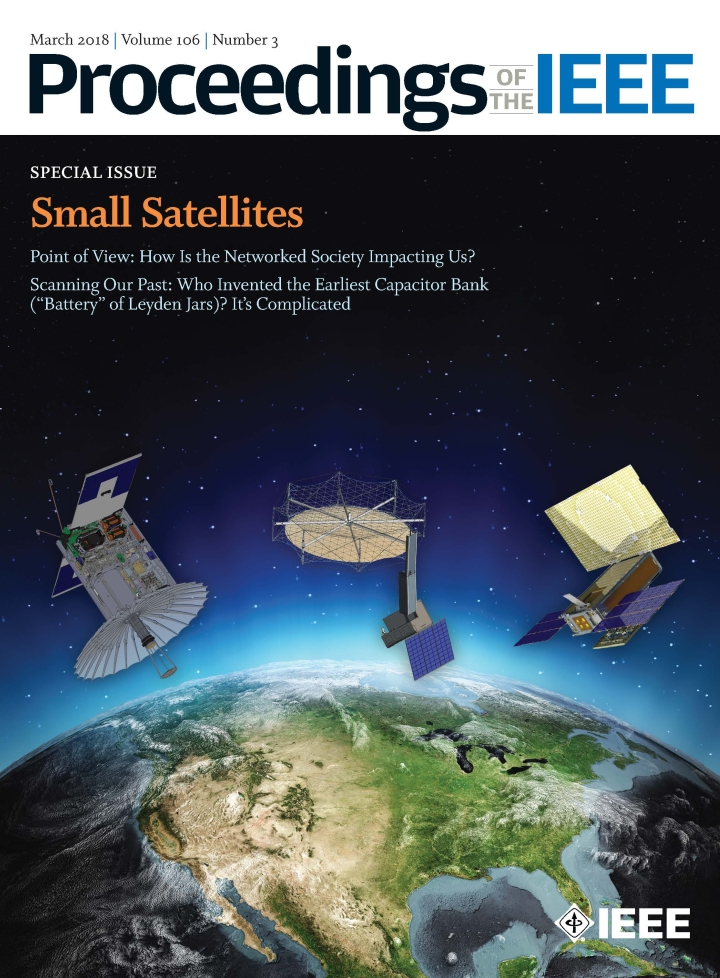 March 2018 | Volume 106 | Number 3
Proceedings OF THE IEEE
SPECIAL ISSUE
Small Satellites
Point of View: How Is the Networked Society Impacting Us?
Scanning Our Past: Who Invented the Earliest Capacitor Bank
(“Battery” of Leyden Jars)? It’s Complicated
IEEE